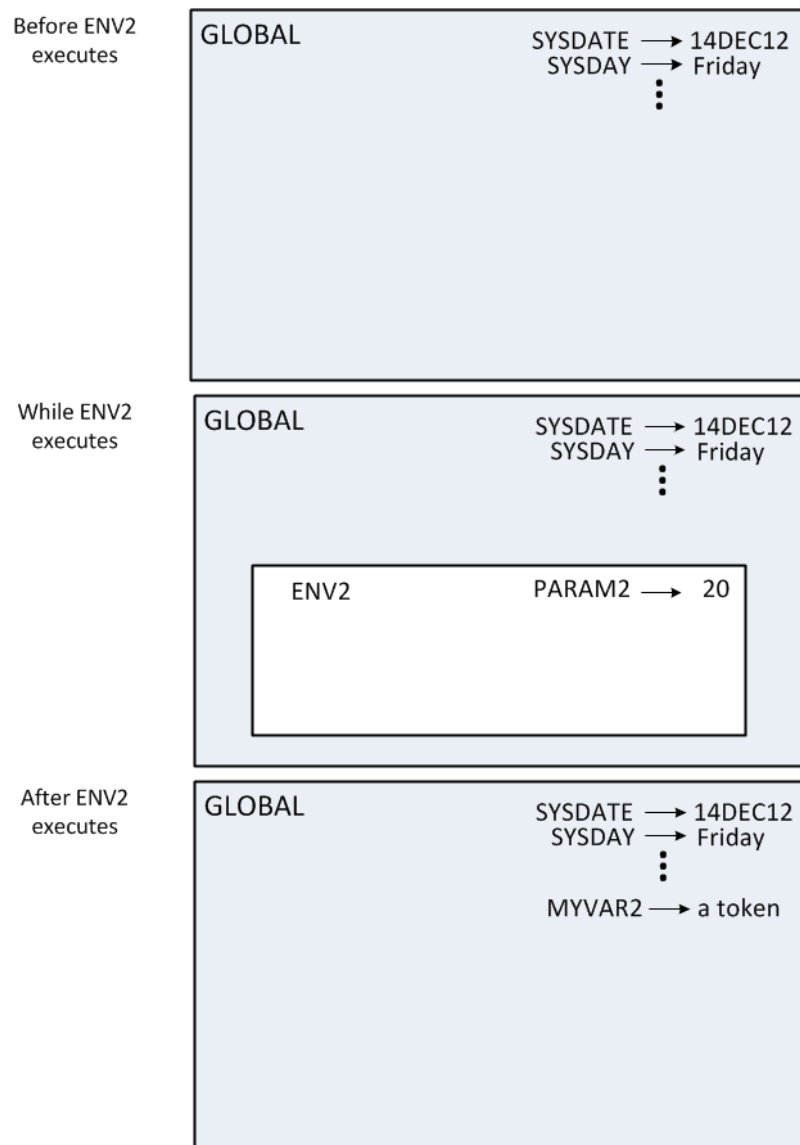 Before ENV2
executes
GLOBAL
SYSDATE → 14DEC12
SYSDAY → Friday
While ENV2
executes
GLOBAL
SYSDATE → 14DEC12
SYSDAY → Friday
ENV2
PARAM2 → 20
After ENV2
executes
GLOBAL
SYSDATE → 14DEC12
SYSDAY → Friday
MYVAR2 → a token